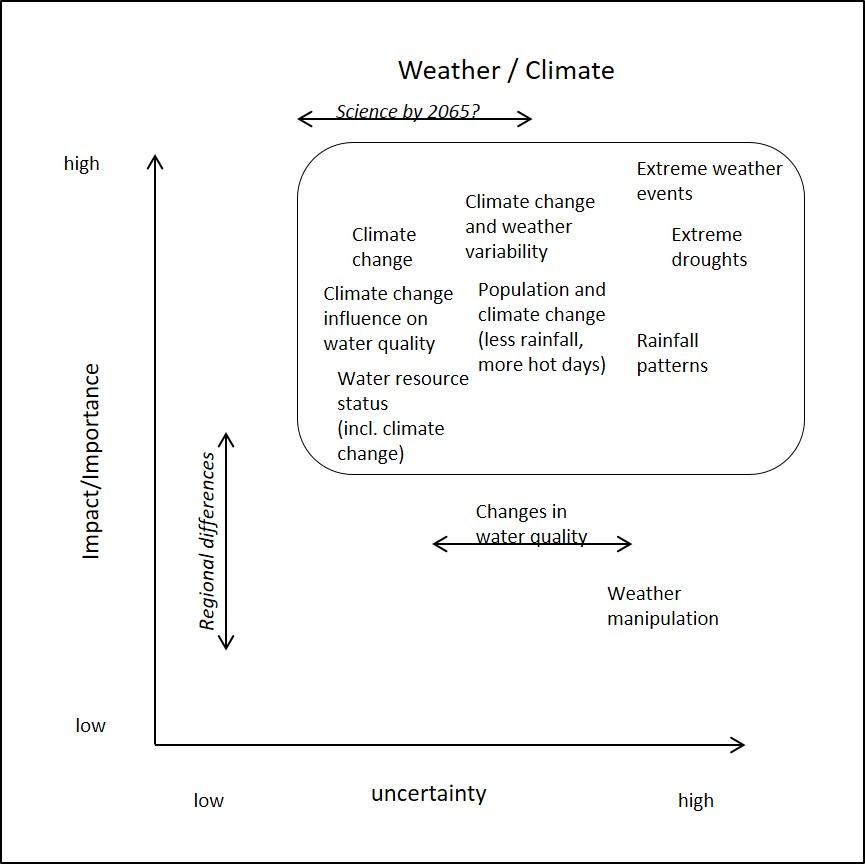 Weather / Climate
Science by 2065?
high
Extreme weather
events
Climate change
and weather
variability
Climate
change
Extreme
droughts
Climate change
influence on
water quality
Population and
climate change
(less rainfall,
more hot days)
Rainfall
patterns
Water resource
status
(incl. climate
change)
Impact/Importance
Regional differences
Changes in
water quality
Weather
manipulation
low
low
uncertainty
high